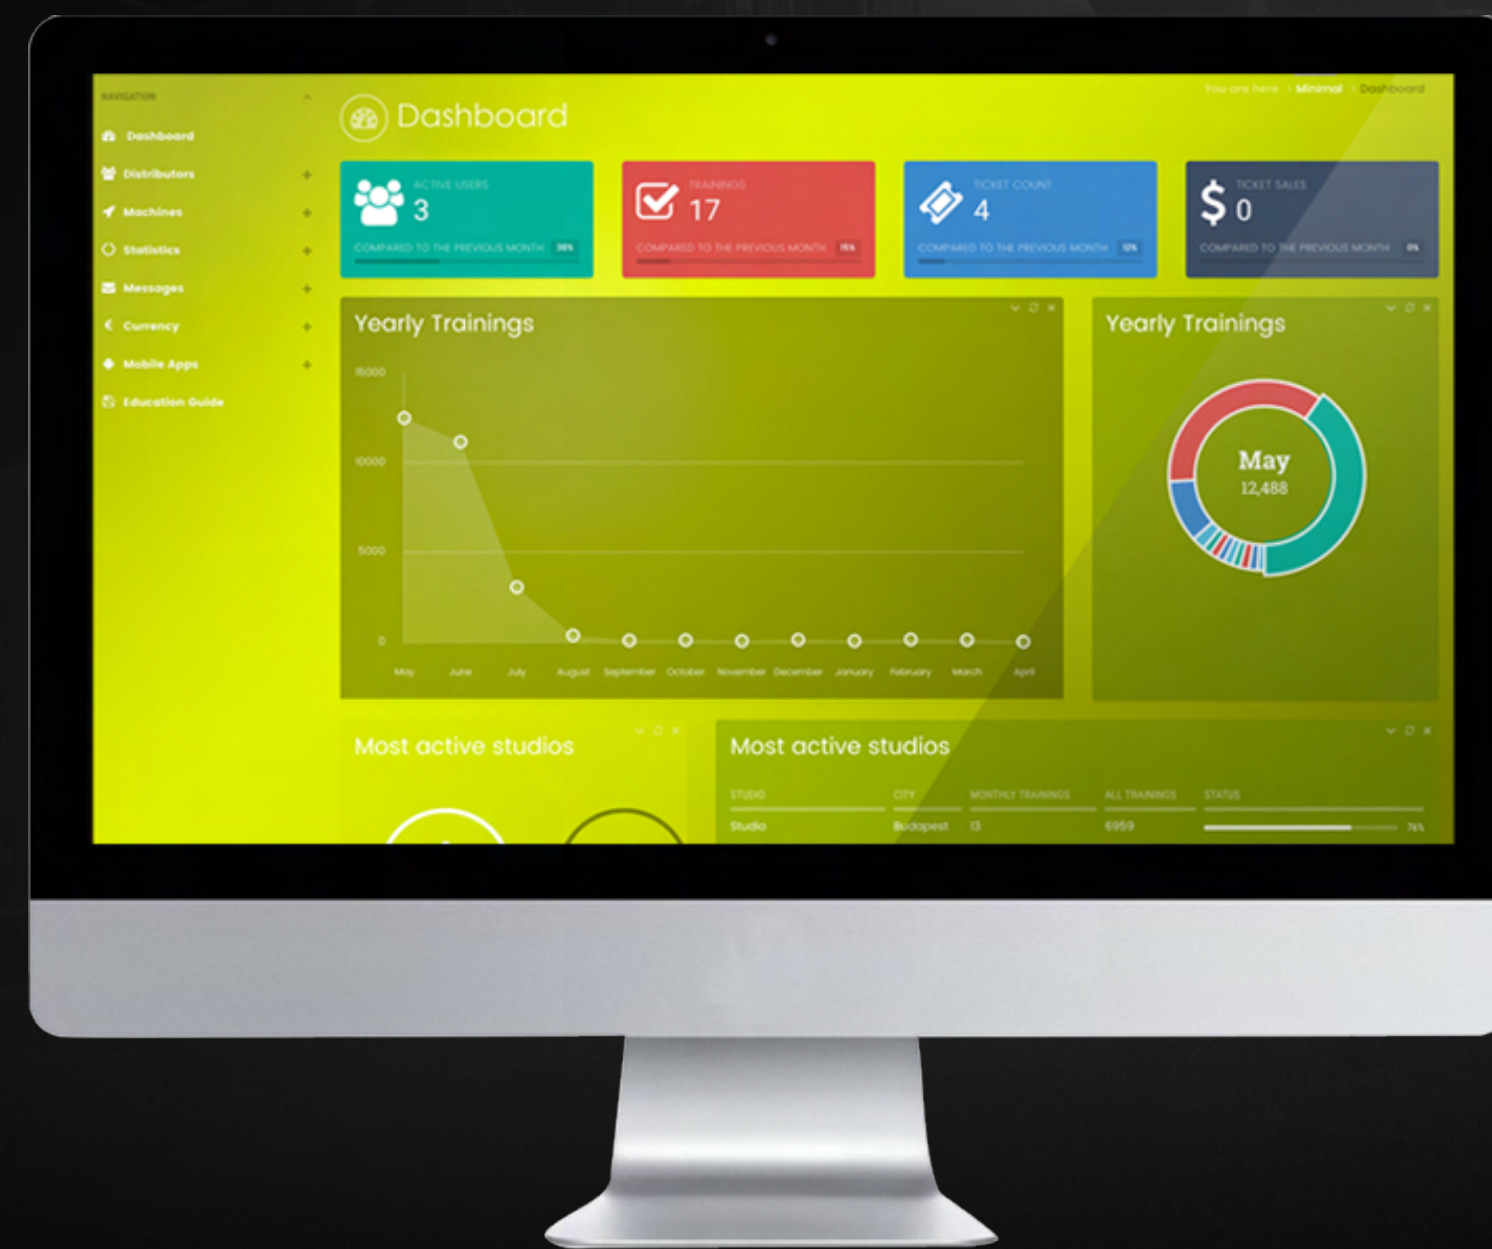 NAVIGATION
Dashboard
Distributors
Machines
Statistics
Messages
Currency
Mobile Apps
Education Guide
You are here > Minimal > Dashboard
Dashboard
ACTIVE USERS
3
COMPARED TO THE PREVIOUS MONTH 38%
TRAININGS
17
COMPARED TO THE PREVIOUS MONTH 15%
TICKET COUNT
4
COMPARED TO THE PREVIOUS MONTH 12%
TICKET SALES
0
COMPARED TO THE PREVIOUS MONTH 0%
Yearly Trainings
15000
10000
5000
0
May June July August September October November December January February March April
Yearly Trainings
May
12,488
Most active studios
Most active studios
STUDIO CITY MONTHLY TRAININGS ALL TRAININGS STATUS
Studio Budapest 13 6959 76%